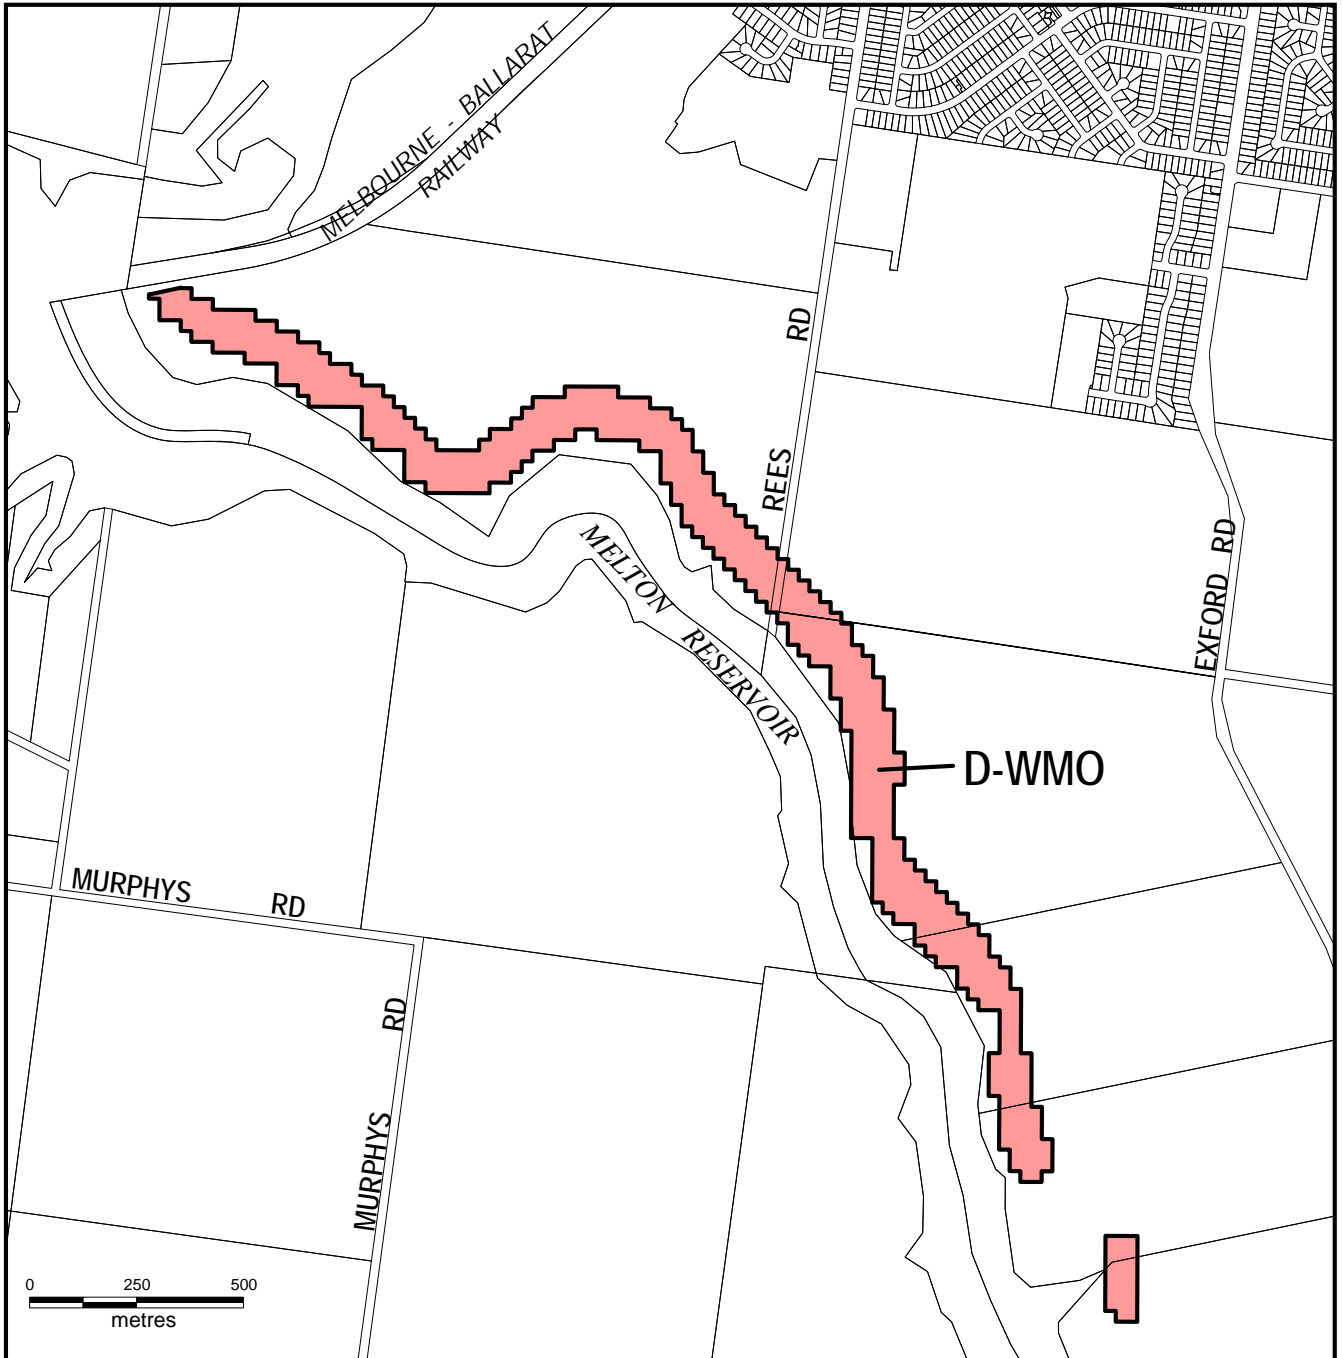 MELBOURNE - BALLARAT
RAILWAY
REES RD
EXFORD RD
MELTON RESERVOIR
D-WMO
MURPHYS RD
MURPHYS RD
0 250 500
metres